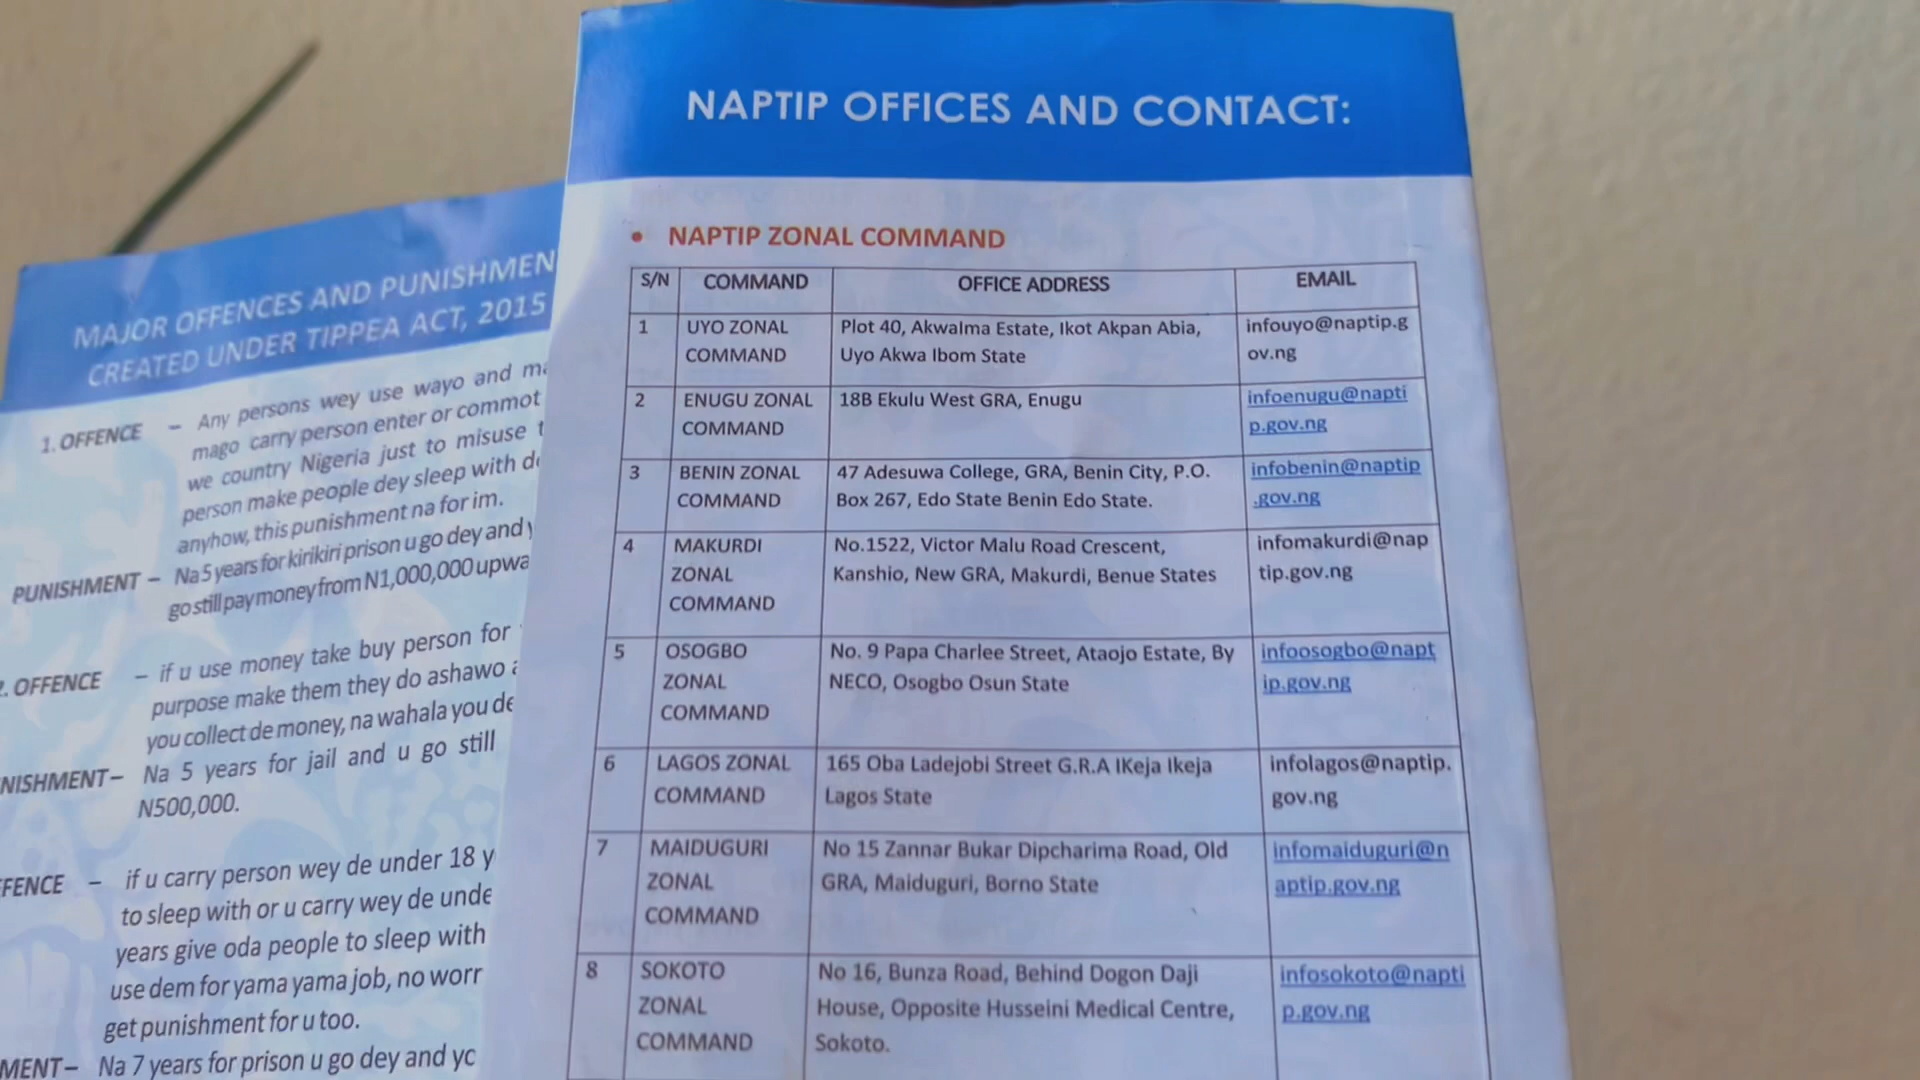 MAJOR OFFENCES AND PUNISHMEN
CREATED UNDER TIPPEA ACT, 2015
1. OFFENCE – Any persons wey use wayo and
mago carry person enter or commot
we country Nigeria just to misuse
person make people dey sleep with
anyhow, this punishment na for im.
PUNISHMENT – Na 5 years for kirikiri prison u go dey and
go still pay money from N1,000,000 upwa
. OFFENCE – if u use money take buy person for
purpose make them they do ashawo
you collect de money, na wahala you de
NISHMENT – Na 5 years for jail and u go still
N500,000.
FENCE – if u carry person wey de under 18 y
to sleep with or u carry wey de unde
years give oda people to sleep with
use dem for yama yama job, no worr
get punishment for u too.
MENT – Na 7 years for prison u go dey and yc
NAPTIP OFFICES AND CONTACT:
• NAPTIP ZONAL COMMAND
S/N COMMAND OFFICE ADDRESS EMAIL
1 UYO ZONAL Plot 40, Akwalma Estate, Ikot Akpan Abia, infouyo@naptip.g
COMMAND Uyo Akwa Ibom State ov.ng
2 ENUGU ZONAL 18B Ekulu West GRA, Enugu infoenugu@napti
COMMAND p.gov.ng
3 BENIN ZONAL 47 Adesuwa College, GRA, Benin City, P.O. infobenin@naptip
COMMAND Box 267, Edo State Benin Edo State. .gov.ng
4 MAKURDI No.1522, Victor Malu Road Crescent, infomakurdi@nap
ZONAL Kanshio, New GRA, Makurdi, Benue States tip.gov.ng
COMMAND
5 OSOGBO No. 9 Papa Charlee Street, Ataojo Estate, By infoosogbo@napt
ZONAL NECO, Osogbo Osun State ip.gov.ng
COMMAND
6 LAGOS ZONAL 165 Oba Ladejobi Street G.R.A IKeja Ikeja infolagos@naptip.
COMMAND Lagos State gov.ng
7 MAIDUGURI No 15 Zannar Bukar Dipcharima Road, Old infomaiduguri@n
ZONAL GRA, Maiduguri, Borno State aptip.gov.ng
COMMAND
8 SOKOTO No 16, Bunza Road, Behind Dogon Daji infosokoto@napti
ZONAL House, Opposite Husseini Medical Centre, p.gov.ng
COMMAND Sokoto.